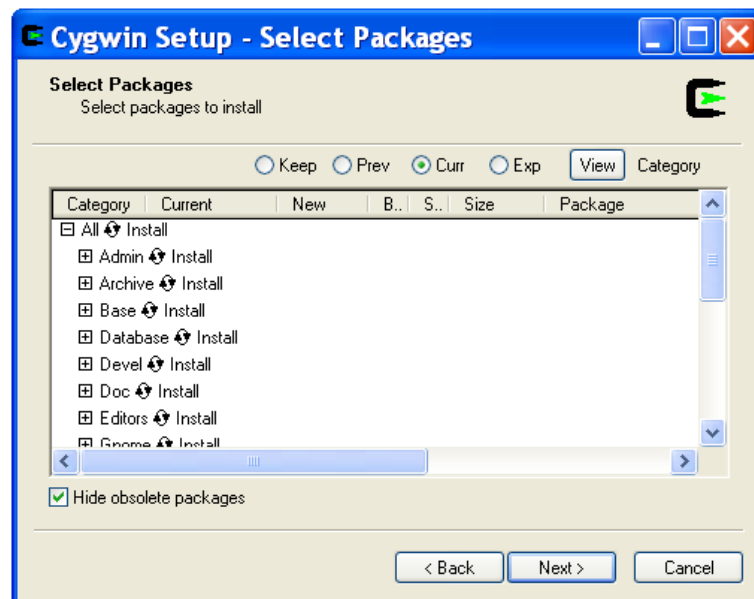 Cygwin Setup - Select Packages
Select Packages
Select packages to install
Keep Prev Curr Exp View Category
Category Current New B.. S.. Size Package
All Install
Admin Install
Archive Install
Base Install
Database Install
Devel Install
Doc Install
Editors Install
Gnome Install
Hide obsolete packages
< Back Next > Cancel